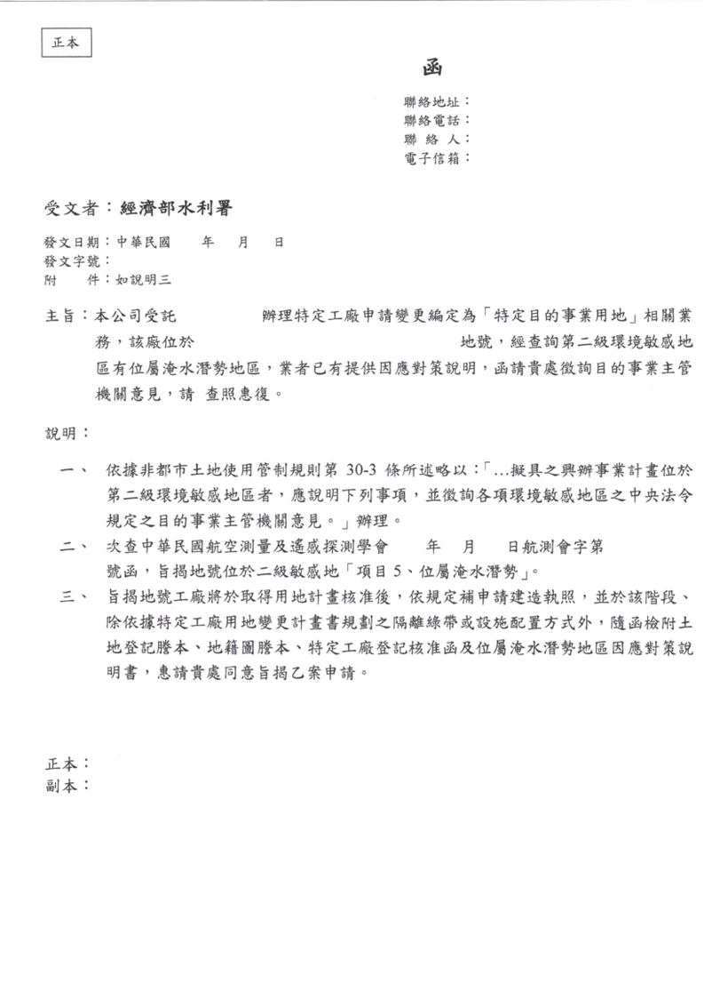 正本
函
聯絡地址：
聯絡電話：
聯 絡 人：
電子信箱：
受文者：經濟部水利署
發文日期：中華民國 年 月 日
發文字號：
附 件：如說明三
主旨：本公司受託 辦理特定工廠申請變更編定為「特定目的事業用地」相關業
務，該廠位於 地號，經查詢第二級環境敏感地
區有位屬淹水潛勢地區，業者已有提供因應對策說明，函請貴處徵詢目的事業主管
機關意見，請 查照惠復。
說明：
一、 依據非都市土地使用管制規則第 30-3 條所述略以：「…擬具之興辦事業計畫位於
第二級環境敏感地區者，應說明下列事項，並徵詢各項環境敏感地區之中央法令
規定之目的事業主管機關意見。」辦理。
二、 次查中華民國航空測量及遙感探測學會 年 月 日航測會字第
號函，旨揭地號位於二級敏感地「項目 5、位屬淹水潛勢」。
三、 旨揭地號工廠將於取得用地計畫核准後，依規定補申請建造執照，並於該階段、
除依據特定工廠用地變更計畫書規劃之隔離綠帶或設施配置方式外，隨函檢附土
地登記謄本、地籍圖謄本、特定工廠登記核准函及位屬淹水潛勢地區因應對策說
明書，惠請貴處同意旨揭乙案申請。
正本：
副本：